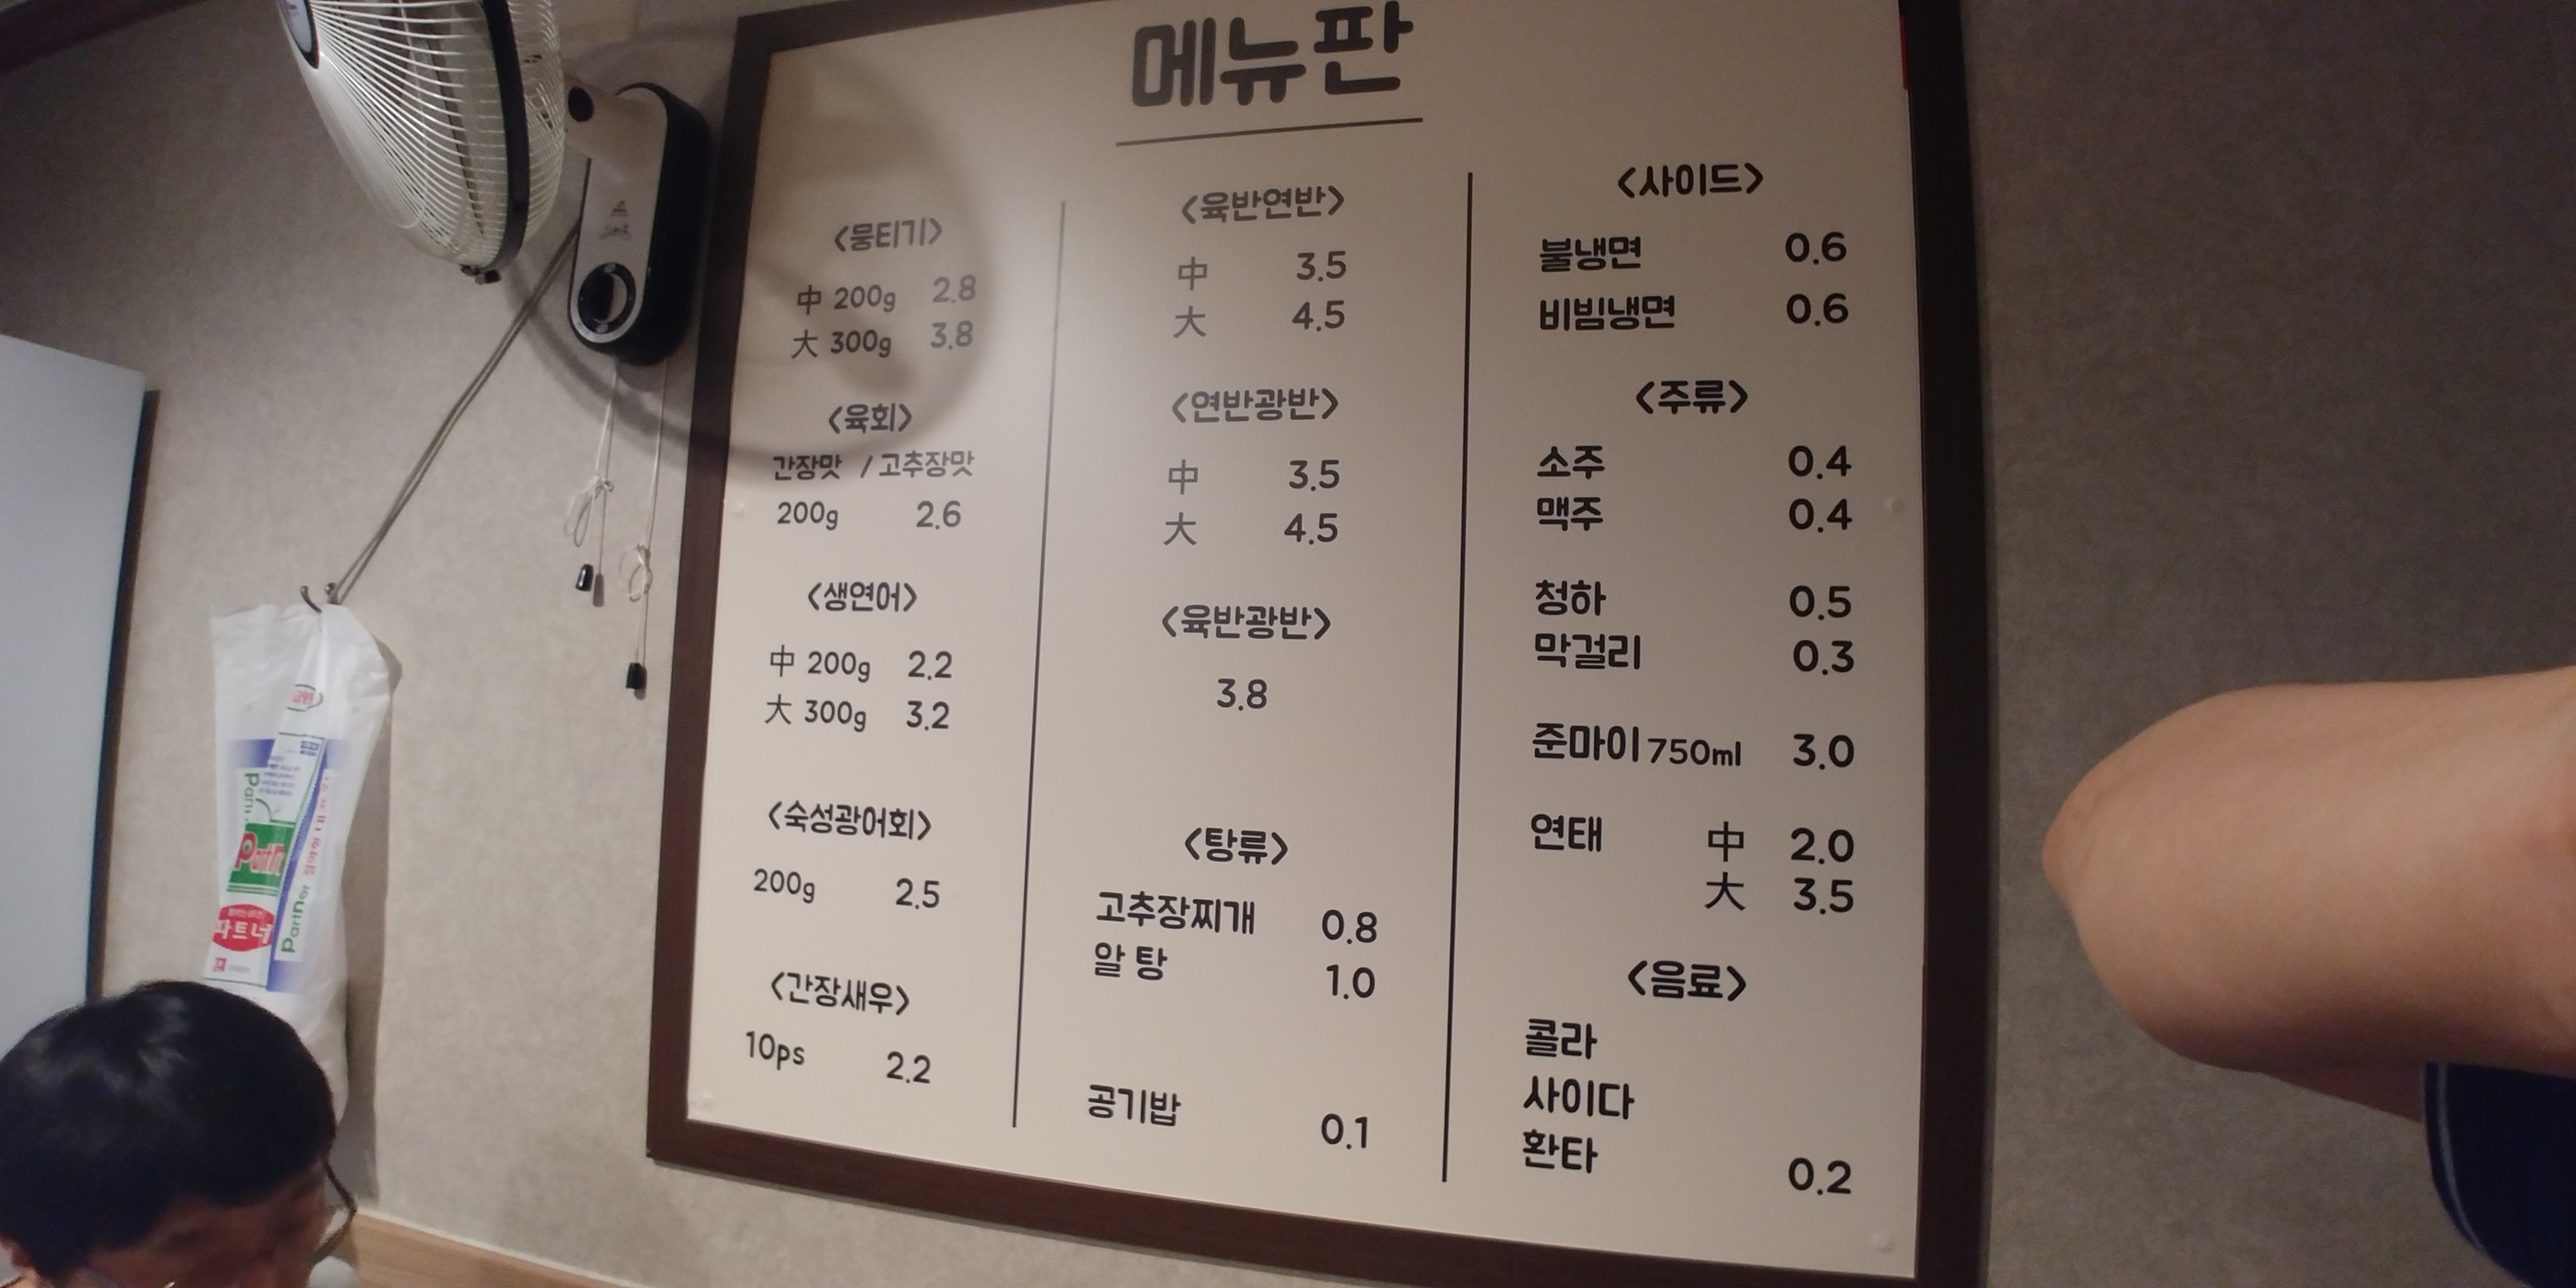 메뉴판
<뭉티기>
中 200g 2.8
大 300g 3.8
<육회>
간장맛 / 고추장맛
200g 2.6
<생연어>
中 200g 2.2
大 300g 3.2
<숙성광어회>
200g 2.5
<간장새우>
10ps 2.2
<육반연반>
中 3.5
大 4.5
<연반광반>
中 3.5
大 4.5
<육반광반>
3.8
<탕류>
고추장찌개 0.8
알 탕 1.0
공기밥 0.1
<사이드>
불냉면 0.6
비빔냉면 0.6
<주류>
소주 0.4
맥주 0.4
청하 0.5
막걸리 0.3
준마이 750ml 3.0
연태 中 2.0
大 3.5
<음료>
콜라
사이다
환타 0.2
Partner
파트너